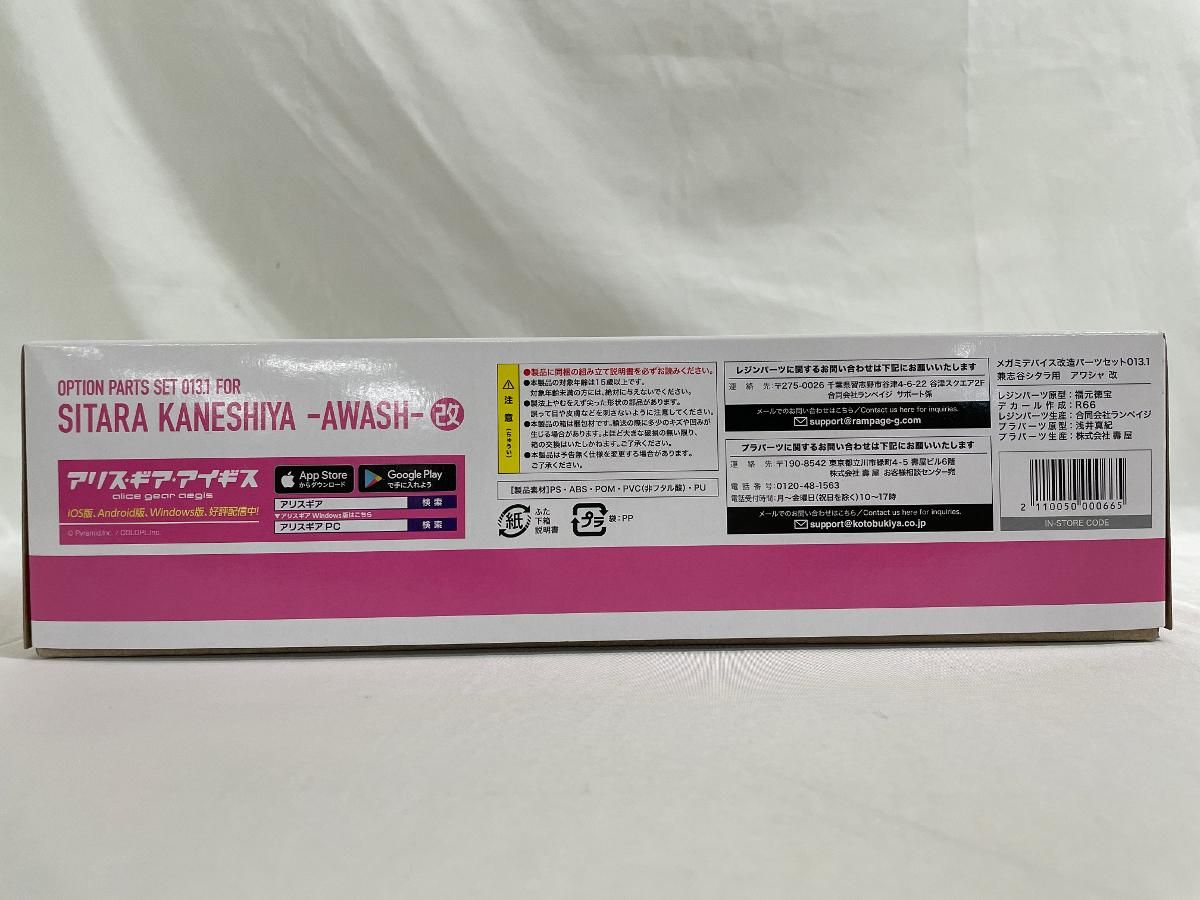 OPTION PARTS SET 013.1 FOR
SITARA KANESHIYA -AWASH- 改
アリス・ギア・アイギス
alice gear aegis
iOS版、Android版、Windows版、好評配信中!
© Pyramid,Inc. / COLOPL,Inc.
App Store
からダウンロード
Google Play
で手に入れよう
アリスギア 検索
▼アリスギア Windows版はこちら
アリスギア PC 検索
注意
(ちゅうい)
●製品に同梱の組み立て説明書を必ずお読みください。
●本製品の対象年齢は15歳以上です。
対象年齢未満の方には、絶対に与えないでください。
●製法上やむをえず尖った形状の部品があります。
誤って目や皮膚などを刺さないように注意してください。
●本製品の箱は梱包材です。輸送の際に多少のキズや凹みが
生じる場合があります。よほど大きな破損の無い限り、
箱の交換はいたしかねます。ご了承ください。
●本製品は予告無く仕様を変更する場合があります。
ご了承ください。
【製品素材】PS・ABS・POM・PVC(非フタル酸)・PU
紙
ふた
下箱
説明書
プラ
袋:PP
レジンパーツに関するお問い合わせは下記にお願いいたします
連絡先/〒275-0026 千葉県習志野市谷津4-6-22 谷津スクエア2F
合同会社ランペイジ サポート係
メールでのお問い合わせはこちら/Contact us here for inquiries.
support@rampage-g.com
プラパーツに関するお問い合わせは下記にお願いいたします
連絡先/〒190-8542 東京都立川市緑町4-5 壽屋ビル6階
株式会社 壽屋 お客様相談センター宛
電話番号:0120-48-1563
電話受付時間:月〜金曜日(祝日を除く)10〜17時
メールでのお問い合わせはこちら/Contact us here for inquiries.
support@kotobukiya.co.jp
メガミデバイス改造パーツセット013.1
兼志谷シタラ用 アワシャ 改
レジンパーツ原型:福元徳宝
デカール作成:R66
レジンパーツ生産:合同会社ランペイジ
プラパーツ原型:浅井真紀
プラパーツ生産:株式会社 壽屋
2 110050 000665
IN-STORE CODE